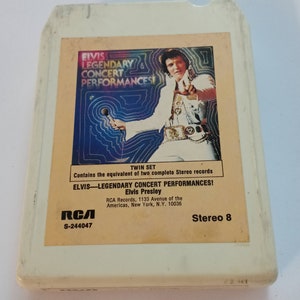 ELVIS
LEGENDARY
CONCERT
PERFORMANCES!
TWIN SET
Contains the equivalent of two complete Stereo records
ELVIS—LEGENDARY CONCERT PERFORMANCES!
Elvis Presley
RCA Records, 1133 Avenue of the
Americas, New York, N.Y. 10036
RCA
S-244047
Stereo 8